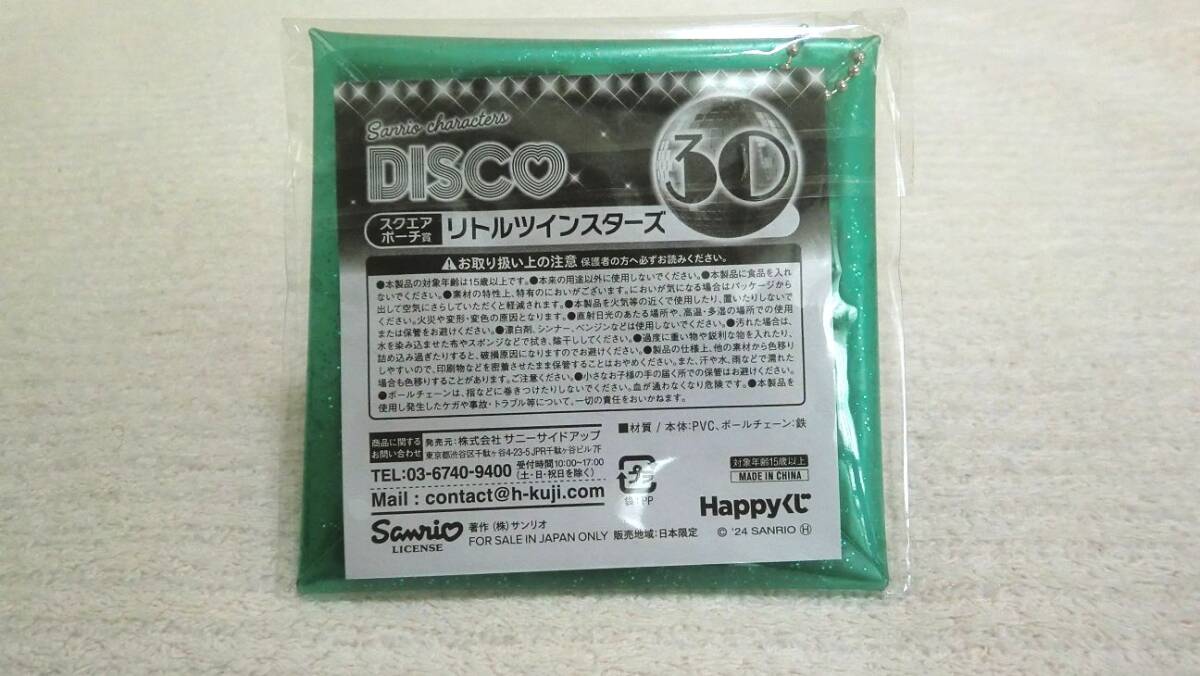 Sanrio characters
DISCO
30
スクエア
ポーチ賞
リトルツインスターズ
⚠お取り扱い上の注意 保護者の方へ必ずお読みください。
●本製品の対象年齢は15歳以上です。●本来の用途以外に使用しないでください。●本製品に食品を入れ
ないでください。●素材の特性上、特有のにおいがございます。においが気になる場合はパッケージから
出して空気にさらしていただくと軽減されます。●本製品を火気等の近くで使用したり、置いたりしないで
ください。火災や変形・変色の原因となります。●直射日光のあたる場所や、高温・多湿の場所での使用
または保管をお避けください。●漂白剤、シンナー、ベンジンなどは使用しないでください。●汚れた場合は、
水を染み込ませた布やスポンジなどで拭き、陰干ししてください。●過度に重い物や鋭利な物を入れたり、
詰め込み過ぎたりすると、破損原因になりますのでお避けください。●製品の仕様上、他の素材から色移り
しやすいので、印刷物などを密着させたまま保管することはおやめください。また、汗や水、雨などで濡れた
場合も色移りすることがあります。ご注意ください。●小さなお子様の手の届く所での保管はお避けください。
●ボールチェーンは、指などに巻きつけたりしないでください。血が通わなくなり危険です。●本製品を
使用し発生したケガや事故・トラブル等について、一切の責任をおいかねます。
商品に関する
お問い合わせ
発売元：株式会社 サニーサイドアップ
東京都渋谷区千駄ヶ谷4-23-5 JPR千駄ヶ谷ビル7F
TEL:03-6740-9400 受付時間10:00~17:00
(土・日・祝日を除く)
Mail : contact@h-kuji.com
■材質 / 本体：PVC、ボールチェーン：鉄
プラ
袋：PP
対象年齢15歳以上
MADE IN CHINA
Happyくじ
Sanrio
LICENSE
著作 (株) サンリオ
FOR SALE IN JAPAN ONLY 販売地域：日本限定
© '24 SANRIO Ⓗ